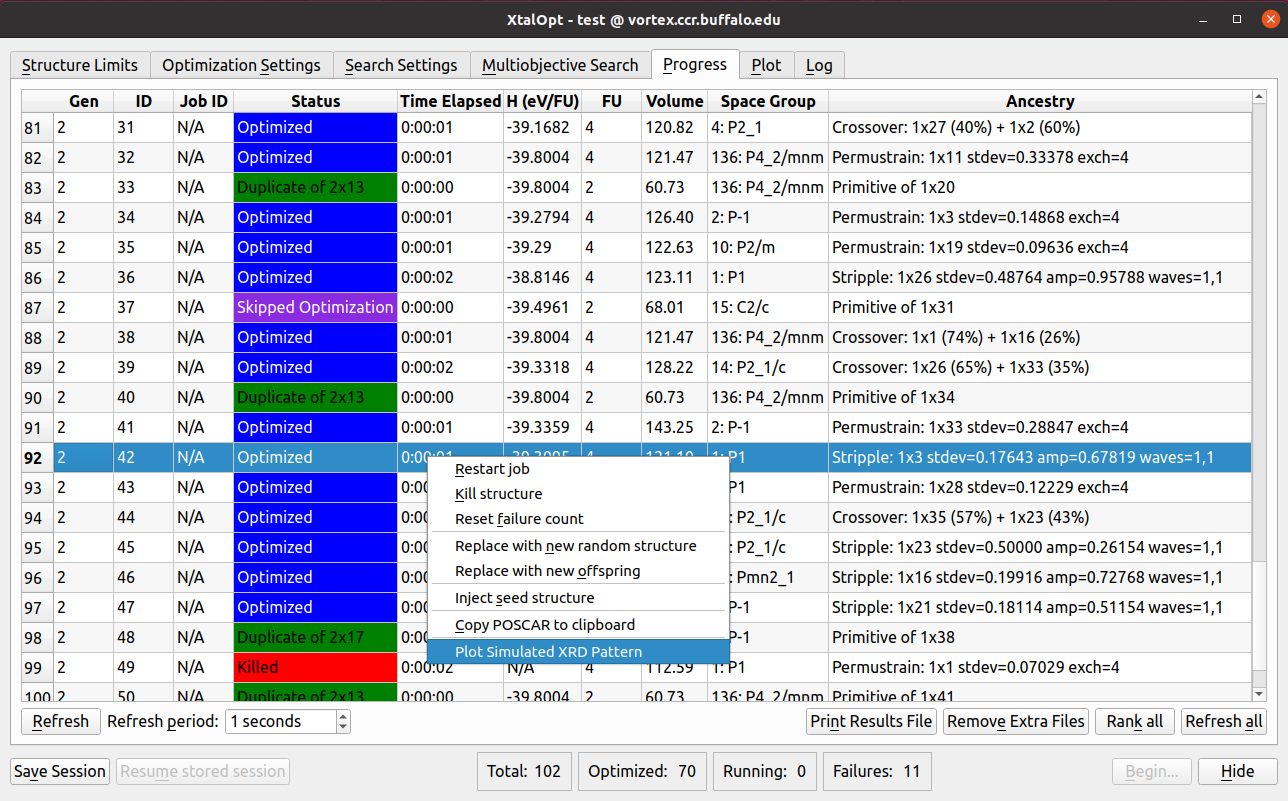 XtalOpt - test @ vortex.ccr.buffalo.edu
Structure Limits Optimization Settings Search Settings Multiobjective Search Progress Plot Log
Gen ID Job ID Status Time Elapsed H (eV/FU) FU Volume Space Group Ancestry
81 2 31 N/A Optimized 0:00:01 -39.1682 4 120.82 4: P2_1 Crossover: 1x27 (40%) + 1x2 (60%)
82 2 32 N/A Optimized 0:00:01 -39.8004 4 121.47 136: P4_2/mnm Permustrain: 1x11 stdev=0.33378 exch=4
83 2 33 N/A Duplicate of 2x13 0:00:00 -39.8004 2 60.73 136: P4_2/mnm Primitive of 1x20
84 2 34 N/A Optimized 0:00:01 -39.2794 4 126.40 2: P-1 Permustrain: 1x3 stdev=0.14868 exch=4
85 2 35 N/A Optimized 0:00:01 -39.29 4 122.63 10: P2/m Permustrain: 1x19 stdev=0.09636 exch=4
86 2 36 N/A Optimized 0:00:02 -38.8146 4 123.11 1: P1 Stripple: 1x26 stdev=0.48764 amp=0.95788 waves=1,1
87 2 37 N/A Skipped Optimization 0:00:00 -39.4961 2 68.01 15: C2/c Primitive of 1x31
88 2 38 N/A Optimized 0:00:01 -39.8004 4 121.47 136: P4_2/mnm Crossover: 1x1 (74%) + 1x16 (26%)
89 2 39 N/A Optimized 0:00:01 -39.3318 4 128.22 14: P2_1/c Crossover: 1x26 (65%) + 1x33 (35%)
90 2 40 N/A Duplicate of 2x13 0:00:00 -39.8004 2 60.73 136: P4_2/mnm Primitive of 1x34
91 2 41 N/A Optimized 0:00:01 -39.3359 4 143.25 2: P-1 Permustrain: 1x33 stdev=0.28847 exch=4
92 2 42 N/A Optimized P1 Stripple: 1x3 stdev=0.17643 amp=0.67819 waves=1,1
Restart job
93 2 43 N/A Optimized 0:00 P1 Permustrain: 1x28 stdev=0.12229 exch=4
Kill structure
94 2 44 N/A Optimized 0:00 : P2_1/c Crossover: 1x35 (57%) + 1x23 (43%)
Reset failure count
95 2 45 N/A Optimized 0:00 : P2_1/c Stripple: 1x23 stdev=0.50000 amp=0.26154 waves=1,1
Replace with new random structure
96 2 46 N/A Optimized 0:00 : Pmn2_1 Stripple: 1x16 stdev=0.19916 amp=0.72768 waves=1,1
Replace with new offspring
97 2 47 N/A Optimized 0:00 P-1 Stripple: 1x21 stdev=0.18114 amp=0.51154 waves=1,1
Inject seed structure
98 2 48 N/A Duplicate of 2x17 0:00 P-1 Primitive of 1x38
Copy POSCAR to clipboard
Plot Simulated XRD Pattern
99 2 49 N/A Killed 0:00:02 N/A 4 112.59 1: P1 Permustrain: 1x1 stdev=0.07029 exch=4
100 2 50 N/A Duplicate of 2x13 0:00:00 -39.8004 2 60.73 136: P4_2/mnm Primitive of 1x41
Refresh Refresh period: 1 seconds Print Results File Remove Extra Files Rank all Refresh all
Save Session Resume stored session Total: 102 Optimized: 70 Running: 0 Failures: 11 Begin... Hide